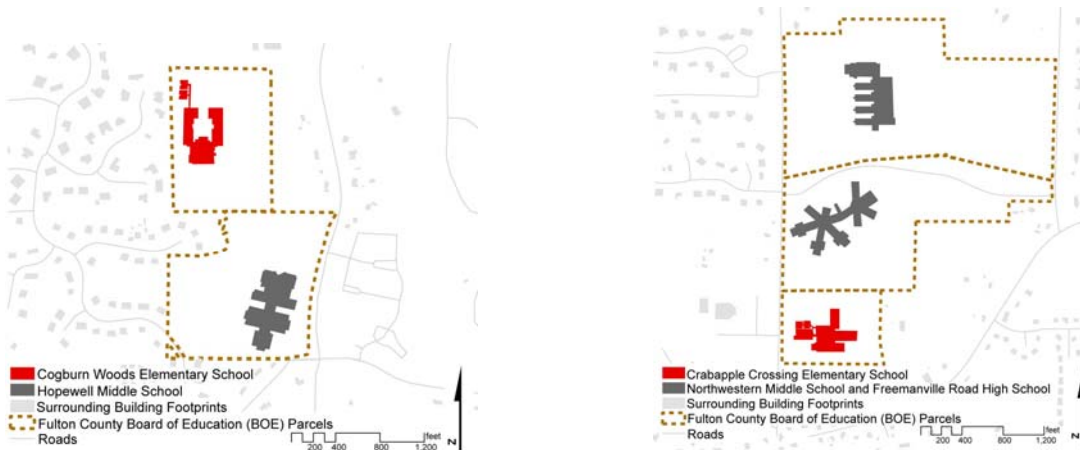 Cogburn Woods Elementary School
Hopewell Middle School
Surrounding Building Footprints
Fulton County Board of Education (BOE) Parcels
Roads
feet
200 400 800 1,200
N
Crabapple Crossing Elementary School
Northwestern Middle School and Freemanville Road High School
Surrounding Building Footprints
Fulton County Board of Education (BOE) Parcels
Roads
feet
200 400 800 1,200
N